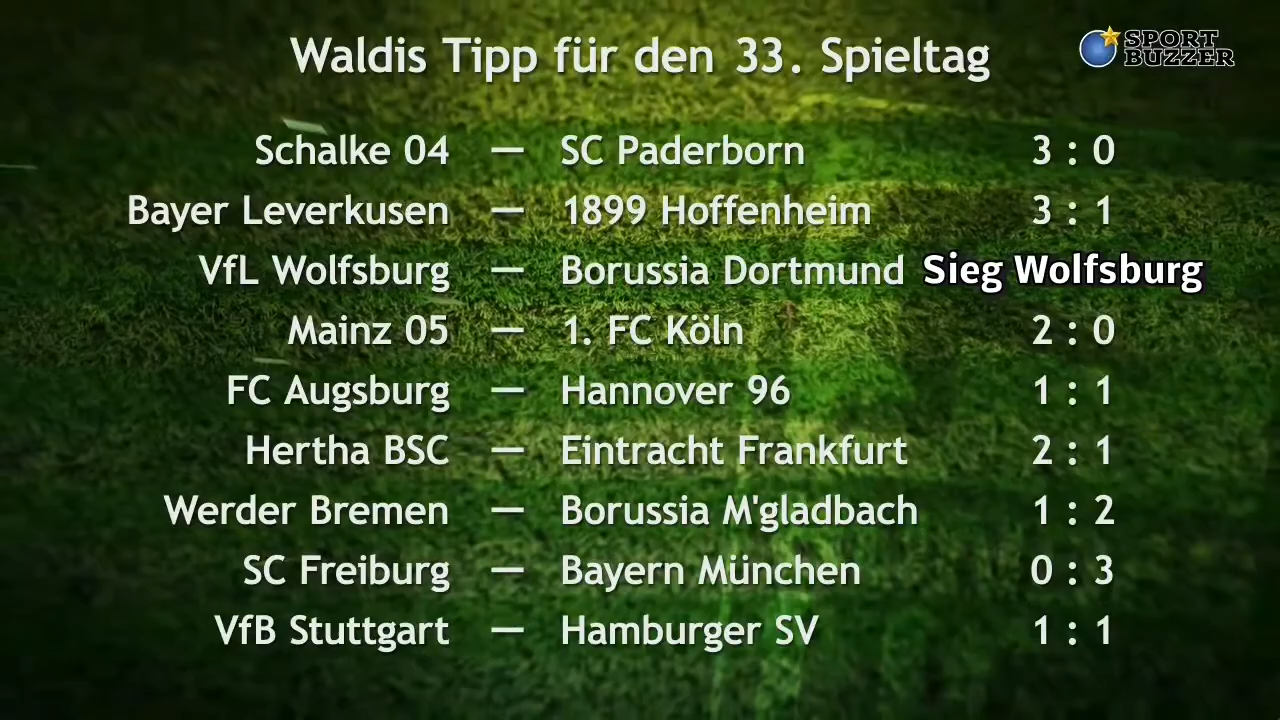 Waldis Tipp für den 33. Spieltag
SPORT
BUZZER
Schalke 04 — SC Paderborn 3 : 0
Bayer Leverkusen — 1899 Hoffenheim 3 : 1
VfL Wolfsburg — Borussia Dortmund Sieg Wolfsburg
Mainz 05 — 1. FC Köln 2 : 0
FC Augsburg — Hannover 96 1 : 1
Hertha BSC — Eintracht Frankfurt 2 : 1
Werder Bremen — Borussia M'gladbach 1 : 2
SC Freiburg — Bayern München 0 : 3
VfB Stuttgart — Hamburger SV 1 : 1